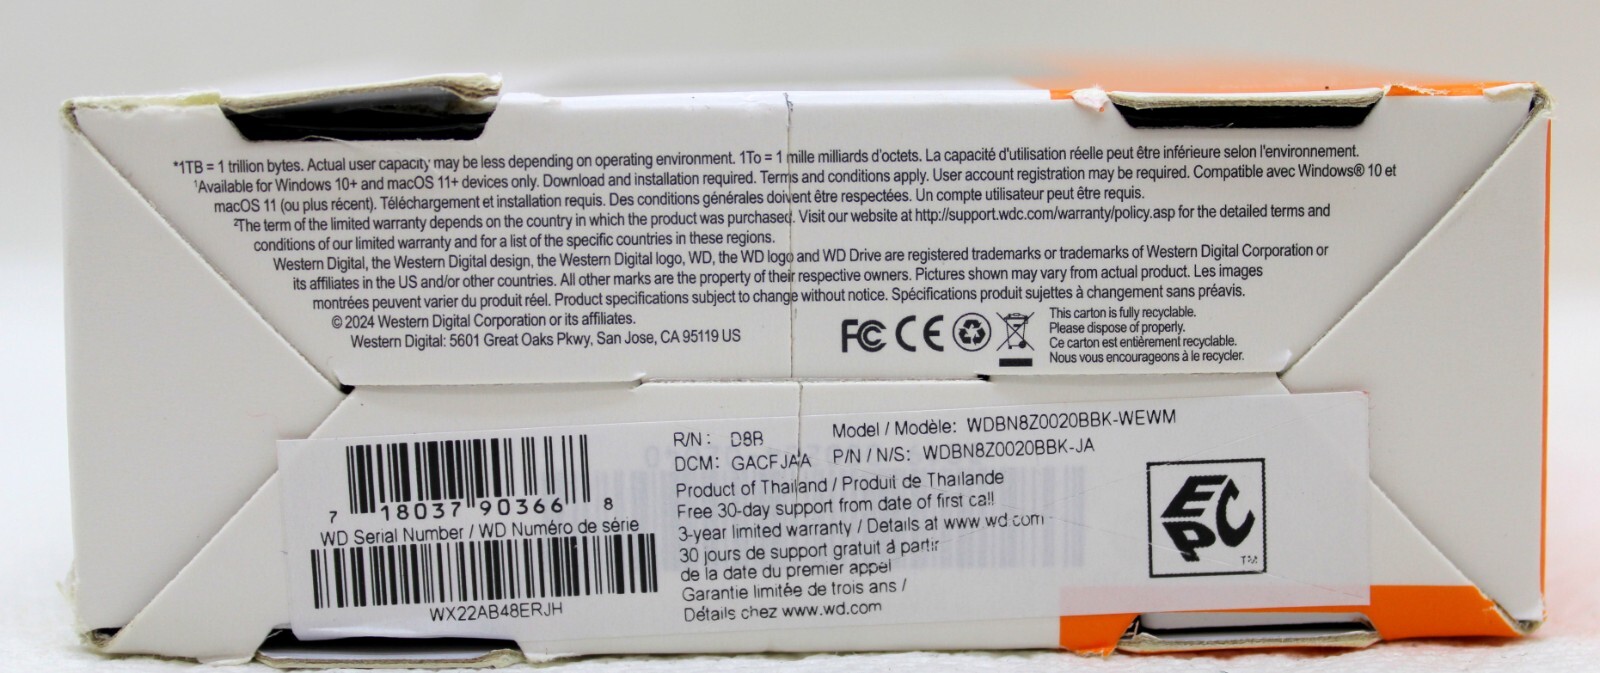 *1TB = 1 trillion bytes. Actual user capacity may be less depending on operating environment. 1To = 1 mille milliards d'octets. La capacité d'utilisation réelle peut être inférieure selon l'environnement.
¹Available for Windows 10+ and macOS 11+ devices only. Download and installation required. Terms and conditions apply. User account registration may be required. Compatible avec Windows® 10 et
macOS 11 (ou plus récent). Téléchargement et installation requis. Des conditions générales doivent être respectées. Un compte utilisateur peut être requis.
²The term of the limited warranty depends on the country in which the product was purchased. Visit our website at http://support.wdc.com/warranty/policy.asp for the detailed terms and
conditions of our limited warranty and for a list of the specific countries in these regions.
Western Digital, the Western Digital design, the Western Digital logo, WD, the WD logo and WD Drive are registered trademarks or trademarks of Western Digital Corporation or
its affiliates in the US and/or other countries. All other marks are the property of their respective owners. Pictures shown may vary from actual product. Les images
montrées peuvent varier du produit réel. Product specifications subject to change without notice. Spécifications produit sujettes à changement sans préavis.
© 2024 Western Digital Corporation or its affiliates.
Western Digital: 5601 Great Oaks Pkwy, San Jose, CA 95119 US
FC CE
This carton is fully recyclable.
Please dispose of properly.
Ce carton est entièrement recyclable.
Nous vous encourageons à le recycler.
7 18037 90366 8
WD Serial Number / WD Numéro de série
WX22AB48ERJH
R/N: D8B Model / Modèle: WDBN8Z0020BBK-WEWM
DCM: GACFJAA P/N / N/S: WDBN8Z0020BBK-JA
Product of Thailand / Produit de Thaïlande
Free 30-day support from date of first call
3-year limited warranty / Details at www.wd.com
30 jours de support gratuit á partir
de la date du premier appel
Garantie limitée de trois ans /
Détails chez www.wd.com
EPC
TM